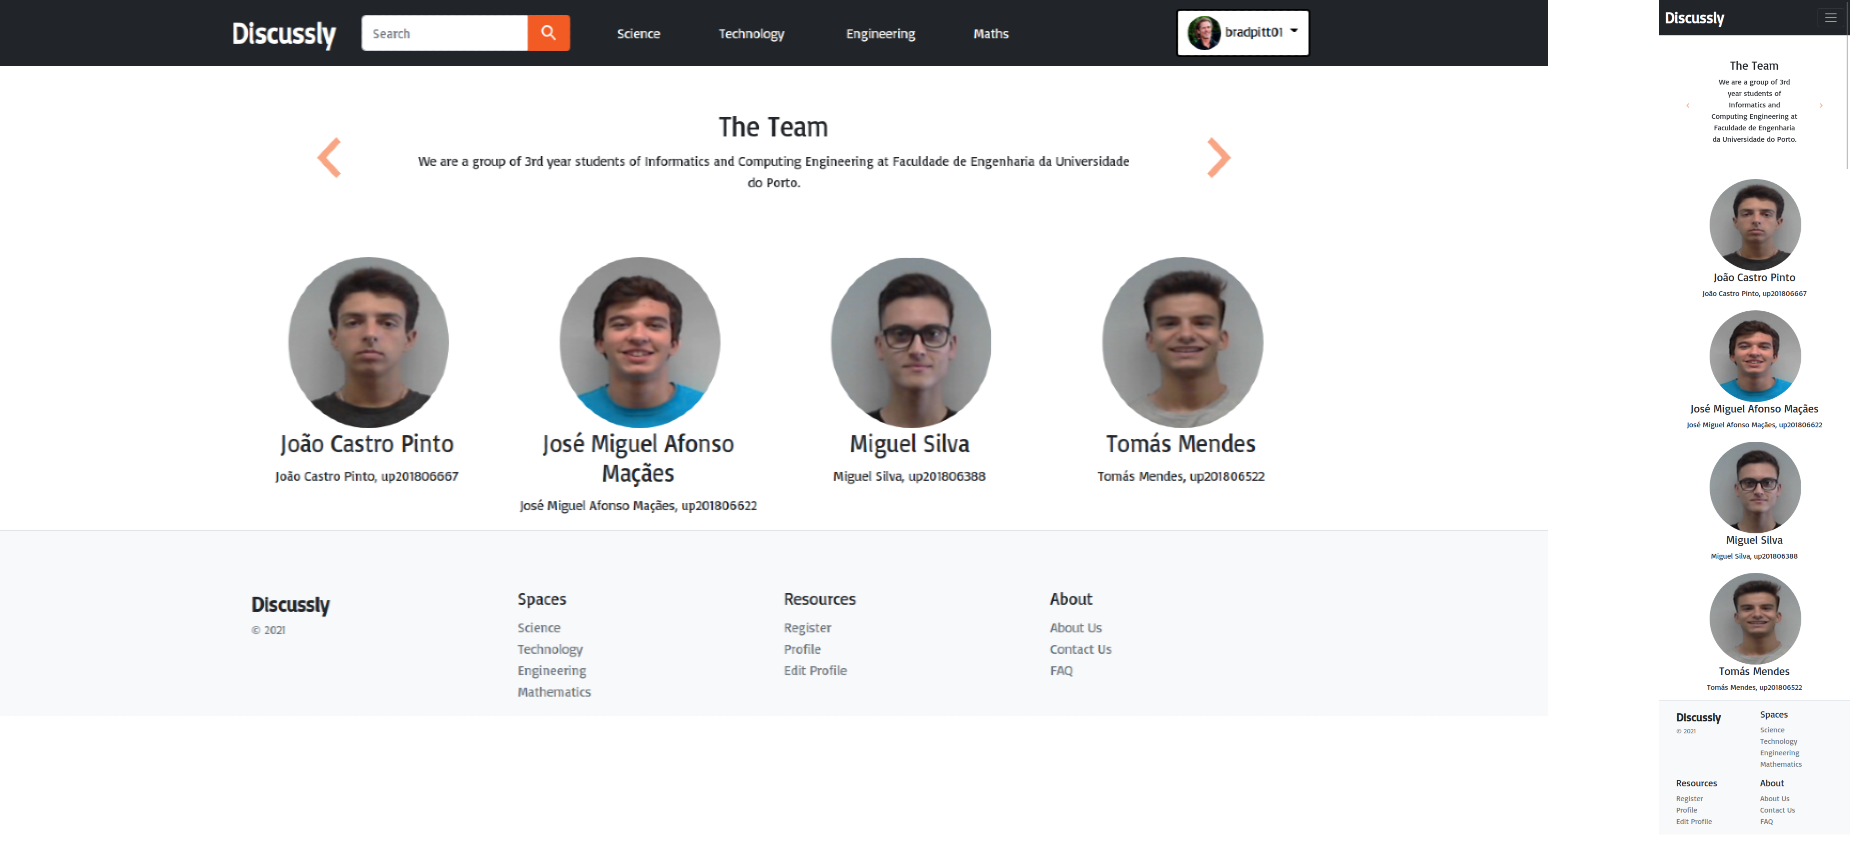 Discussly
Search
Science
Technology
Engineering
Maths
bradpitt01
The Team
We are a group of 3rd year students of Informatics and Computing Engineering at Faculdade de Engenharia da Universidade
do Porto.
João Castro Pinto
João Castro Pinto, up201806667
José Miguel Afonso
Maçães
José Miguel Afonso Maçães, up201806622
Miguel Silva
Miguel Silva, up201806388
Tomás Mendes
Tomás Mendes, up201806522
Discussly
© 2021
Spaces
Science
Technology
Engineering
Mathematics
Resources
Register
Profile
Edit Profile
About
About Us
Contact Us
FAQ
Discussly
The Team
We are a group of 3rd
year students of
Informatics and
Computing Engineering at
Faculdade de Engenharia
da Universidade do Porto.
João Castro Pinto
João Castro Pinto, up201806667
José Miguel Afonso Maçães
José Miguel Afonso Maçães, up201806622
Miguel Silva
Miguel Silva, up201806388
Tomás Mendes
Tomás Mendes, up201806522
Discussly
© 2021
Spaces
Science
Technology
Engineering
Mathematics
Resources
Register
Profile
Edit Profile
About
About Us
Contact Us
FAQ